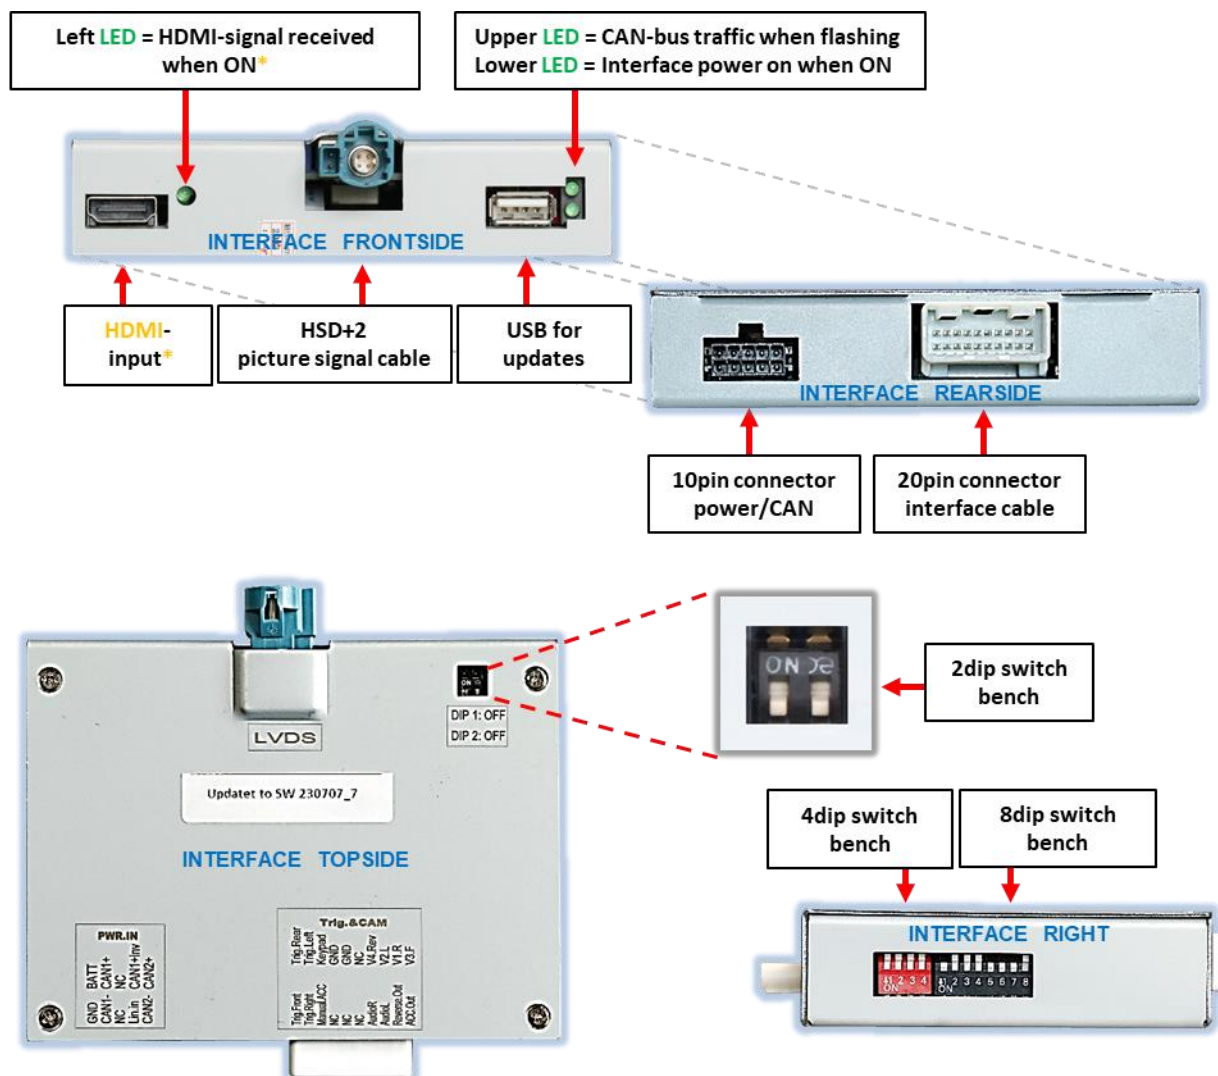 Left LED = HDMI-signal received
when ON*
Upper LED = CAN-bus traffic when flashing
Lower LED = Interface power on when ON
INTERFACE FRONTSIDE
HDMI-
input*
HSD+2
picture signal cable
USB for
updates
INTERFACE REARSIDE
10pin connector
power/CAN
20pin connector
interface cable
ON
2dip switch
bench
ON
DIP 1: OFF
DIP 2: OFF
LVDS
Updatet to SW 230707_7
INTERFACE TOPSIDE
4dip switch
bench
8dip switch
bench
PWR.IN
GND BATT
CAN1- CAN1+
NC NC
Lin.in CAN1+Inv
CAN2- CAN2+
Trig.&CAM
Trig.Front Trig.Rear
Trig.Right Trig.Left
ManualACC Keypad
NC GND
NC GND
NC NC
AudioR V4.Rev
AudioL V2.L
Reverse.Out V1.R
ACC.Out V3.F
INTERFACE RIGHT
1 2 3 4
ON
1 2 3 4 5 6 7 8
ON